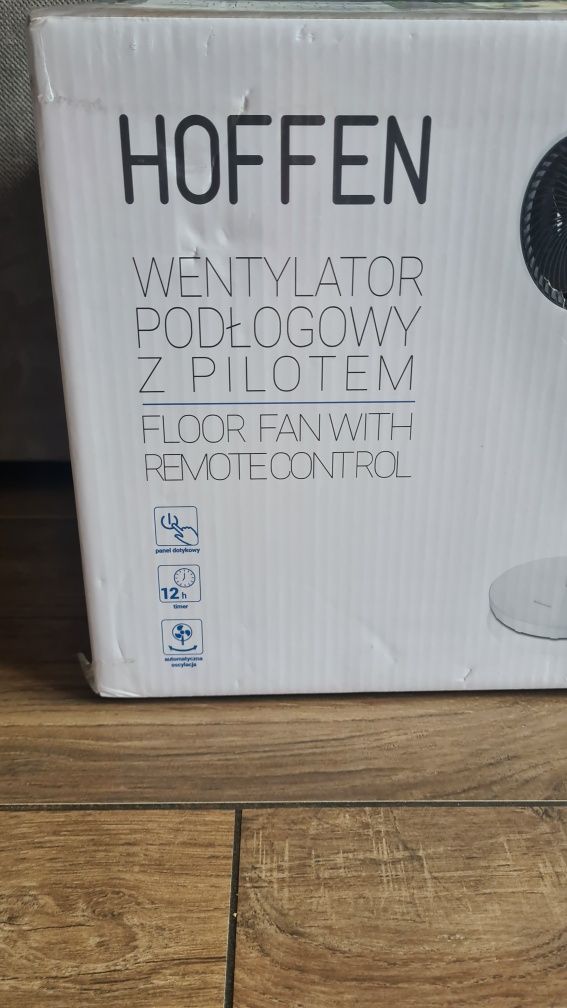 HOFFEN
WENTYLATOR
PODŁOGOWY
Z PILOTEM
FLOOR FAN WITH
REMOTE CONTROL
panel dotykowy
12 h
timer
automatyczna
oscylacja